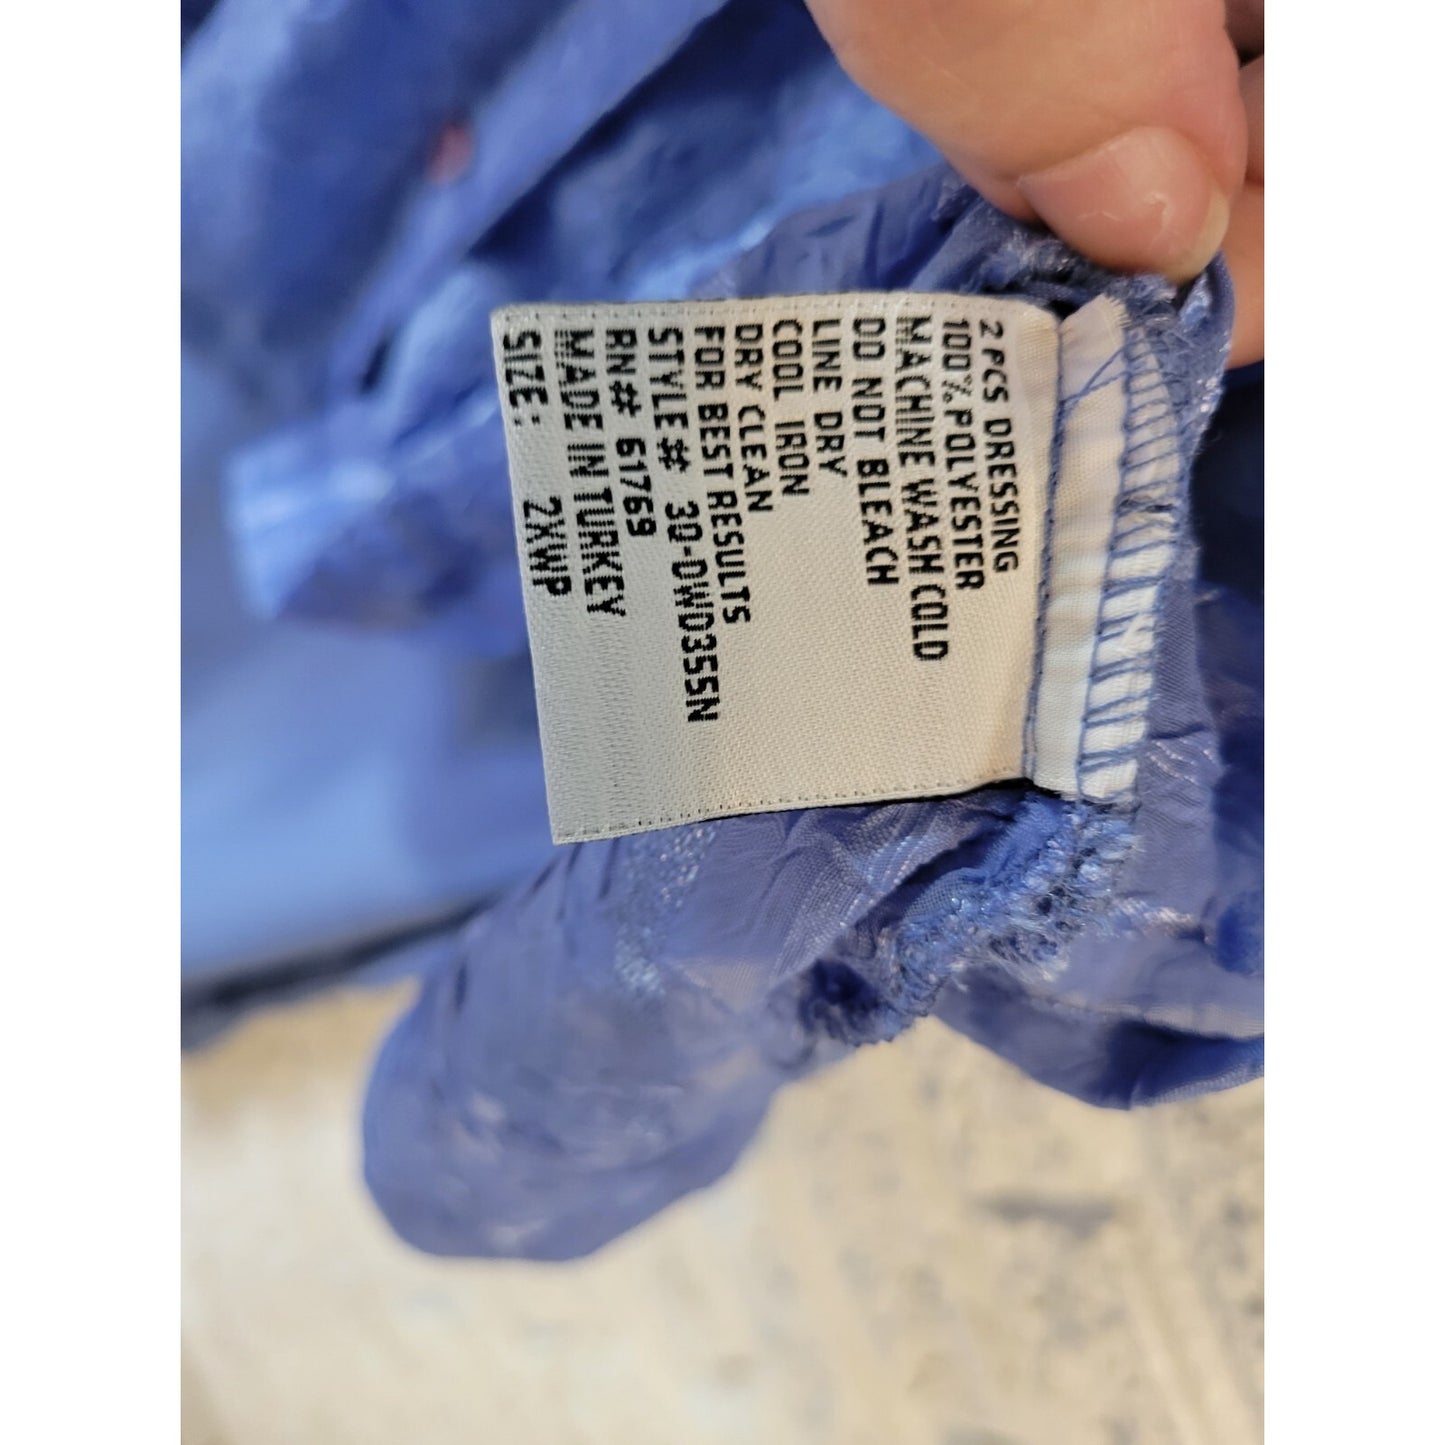 2 PCS DRESSING
100% POLYESTER
MACHINE WASH COLD
DO NOT BLEACH
LINE DRY
COOL IRON
DRY CLEAN
FOR BEST RESULTS
STYLE # 3Q-DWD355N
RN# 61769
MADE IN TURKEY
SIZE: 2XWP